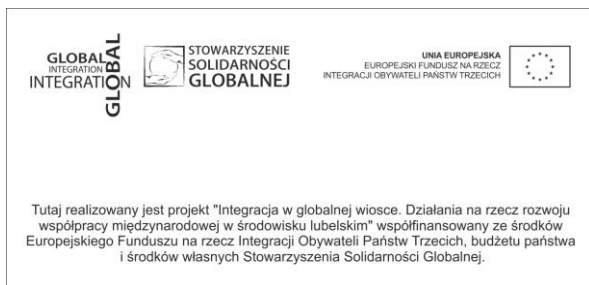 GLOBAL
INTEGRATION
INTEGRATION
GLOBAL
STOWARZYSZENIE
SOLIDARNOŚCI
GLOBALNEJ
UNIA EUROPEJSKA
EUROPEJSKI FUNDUSZ NA RZECZ
INTEGRACJI OBYWATELI PAŃSTW TRZECICH
Tutaj realizowany jest projekt "Integracja w globalnej wiosce. Działania na rzecz rozwoju
współpracy międzynarodowej w środowisku lubelskim" współfinansowany ze środków
Europejskiego Funduszu na rzecz Integracji Obywateli Państw Trzecich, budżetu państwa
i środków własnych Stowarzyszenia Solidarności Globalnej.